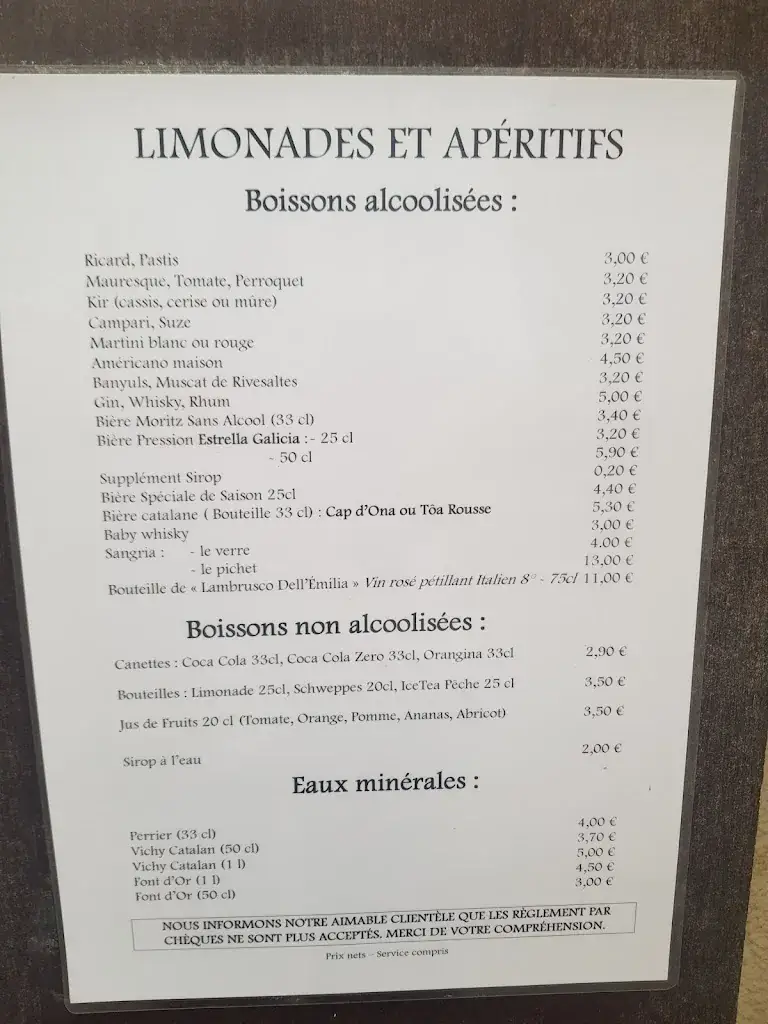 LIMONADES ET APÉRITIFS
Boissons alcoolisées :
Ricard, Pastis 3,00 €
Mauresque, Tomate, Perroquet 3,20 €
Kir (cassis, cerise ou mûre) 3,20 €
Campari, Suze 3,20 €
Martini blanc ou rouge 3,20 €
Américano maison 4,50 €
Banyuls, Muscat de Rivesaltes 3,20 €
Gin, Whisky, Rhum 5,00 €
Bière Moritz Sans Alcool (33 cl) 3,40 €
Bière Pression Estrella Galicia :- 25 cl 3,20 €
- 50 cl 5,90 €
Supplément Sirop 0,20 €
Bière Spéciale de Saison 25cl 4,40 €
Bière catalane ( Bouteille 33 cl) : Cap d'Ona ou Tôa Rousse 5,30 €
Baby whisky 3,00 €
Sangria : - le verre 4.00 €
- le pichet 13,00 €
Bouteille de « Lambrusco Dell'Émilia » Vin rosé pétillant Italien 8° - 75cl 11,00 €
Boissons non alcoolisées :
Canettes : Coca Cola 33cl, Coca Cola Zero 33cl, Orangina 33cl 2,90 €
Bouteilles : Limonade 25cl, Schweppes 20cl, IceTea Pêche 25 cl 3,50 €
Jus de Fruits 20 cl (Tomate, Orange, Pomme, Ananas, Abricot) 3,50 €
Sirop à l'eau 2,00 €
Eaux minérales :
Perrier (33 cl) 4,00 €
Vichy Catalan (50 cl) 3,70 €
Vichy Catalan (1 l) 5,00 €
Font d'Or (1 l) 4,50 €
Font d'Or (50 cl) 3,00 €
NOUS INFORMONS NOTRE AIMABLE CLIENTÈLE QUE LES RÈGLEMENT PAR
CHÈQUES NE SONT PLUS ACCEPTÉS. MERCI DE VOTRE COMPRÉHENSION.
Prix nets – Service compris